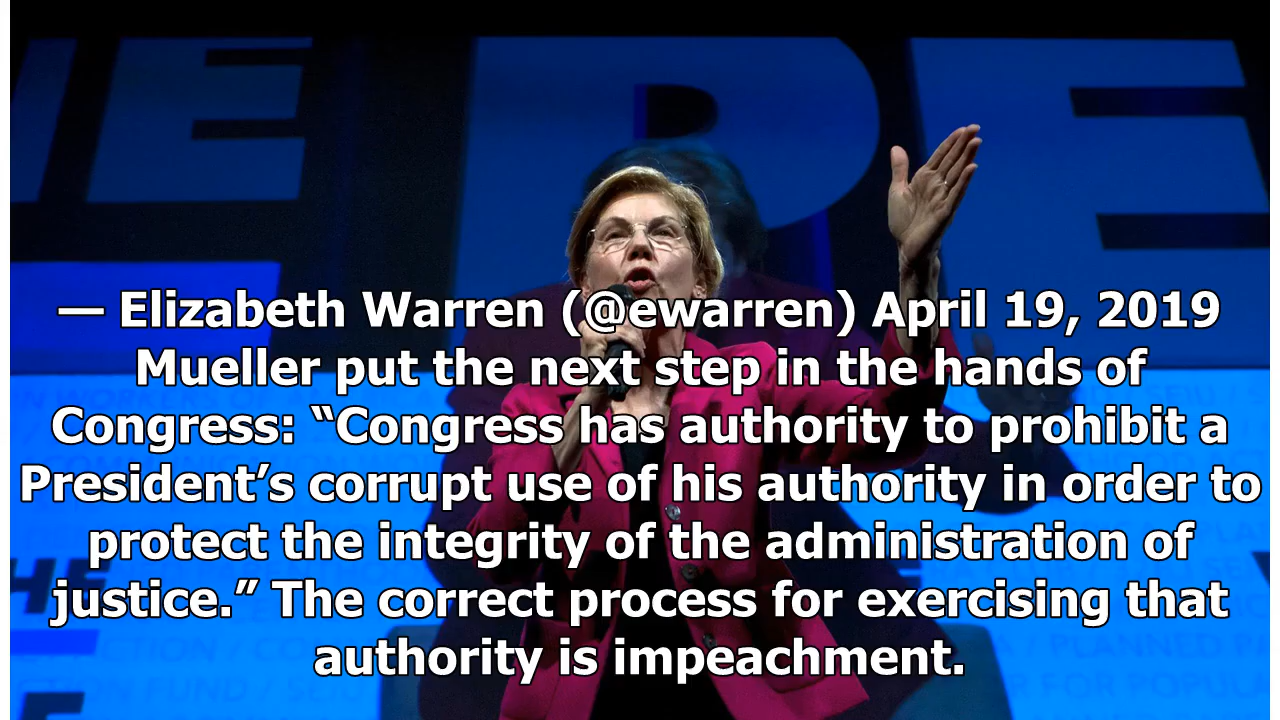 HE PE
— Elizabeth Warren (@ewarren) April 19, 2019
Mueller put the next step in the hands of
Congress: “Congress has authority to prohibit a
President’s corrupt use of his authority in order to
protect the integrity of the administration of
justice.” The correct process for exercising that
authority is impeachment.